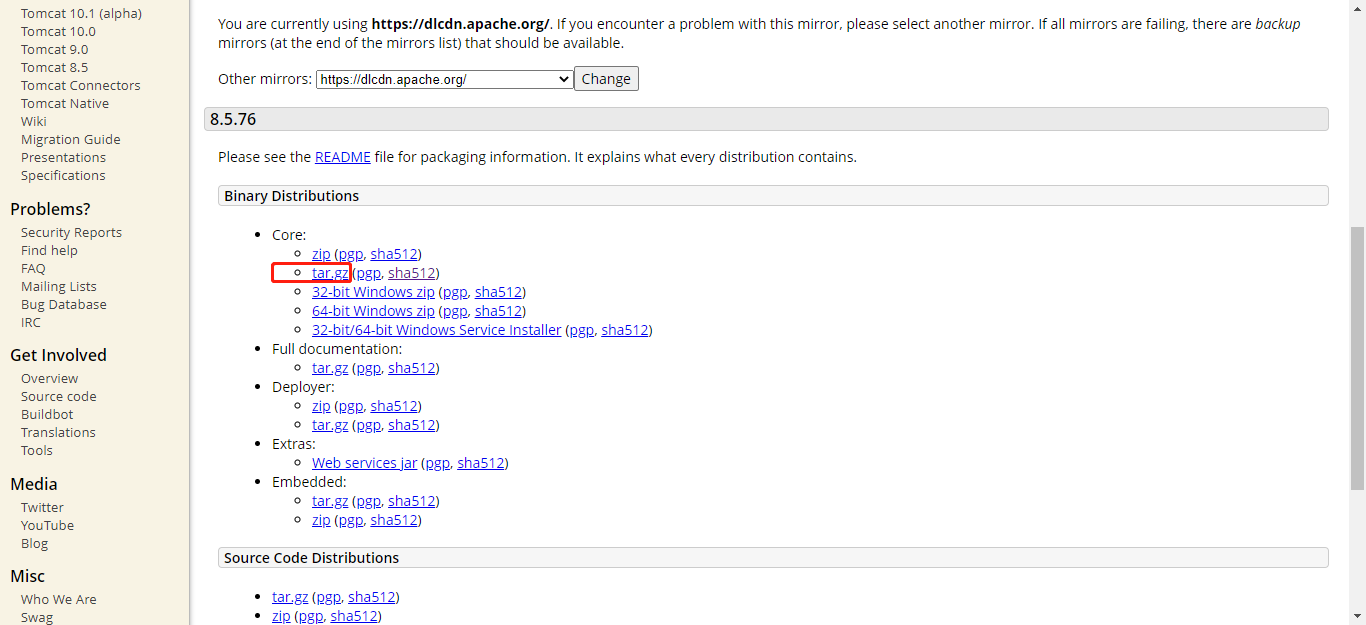 Tomcat 10.1 (alpha)
Tomcat 10.0
Tomcat 9.0
Tomcat 8.5
Tomcat Connectors
Tomcat Native
Wiki
Migration Guide
Presentations
Specifications
Problems?
Security Reports
Find help
FAQ
Mailing Lists
Bug Database
IRC
Get Involved
Overview
Source code
Buildbot
Translations
Tools
Media
Twitter
YouTube
Blog
Misc
Who We Are
Swag
You are currently using https://dlcdn.apache.org/. If you encounter a problem with this mirror, please select another mirror. If all mirrors are failing, there are backup
mirrors (at the end of the mirrors list) that should be available.
Other mirrors: https://dlcdn.apache.org/ Change
8.5.76
Please see the README file for packaging information. It explains what every distribution contains.
Binary Distributions
Core:
zip (pgp, sha512)
tar.gz (pgp, sha512)
32-bit Windows zip (pgp, sha512)
64-bit Windows zip (pgp, sha512)
32-bit/64-bit Windows Service Installer (pgp, sha512)
Full documentation:
tar.gz (pgp, sha512)
Deployer:
zip (pgp, sha512)
tar.gz (pgp, sha512)
Extras:
Web services jar (pgp, sha512)
Embedded:
tar.gz (pgp, sha512)
zip (pgp, sha512)
Source Code Distributions
tar.gz (pgp, sha512)
zip (pgp, sha512)